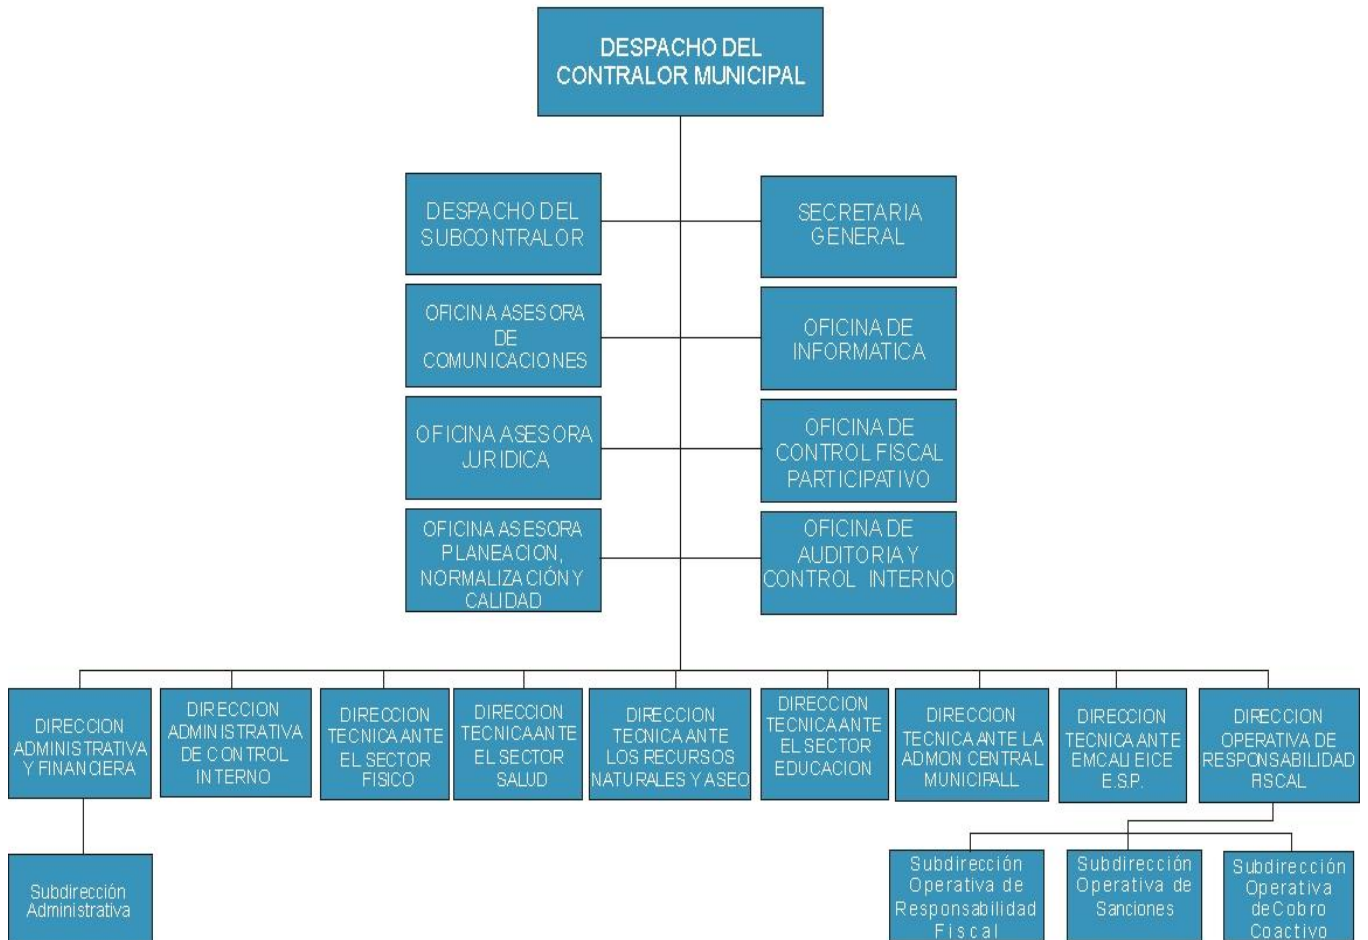 DESPACHO DEL
CONTRALOR MUNICIPAL
DESPACHO DEL
SUBCONTRALOR
SECRETARIA
GENERAL
OFICINA ASESORA
DE
COMUNICACIONES
OFICINA DE
INFORMATICA
OFICINA ASESORA
JURIDICA
OFICINA DE
CONTROL FISCAL
PARTICIPATIVO
OFICINA ASESORA
PLANEACION,
NORMALIZACIÓN Y
CALIDAD
OFICINA DE
AUDITORIA Y
CONTROL INTERNO
DIRECCION
ADMINISTRATIVA
Y FINANCIERA
DIRECCION
ADMINISTRATIVA
DE CONTROL
INTERNO
DIRECCION
TECNICA ANTE
EL SECTOR
FISICO
DIRECCION
TECNICA ANTE
EL SECTOR
SALUD
DIRECCION
TECNICA ANTE
LOS RECURSOS
NATURALES Y ASEO
DIRECCION
TECNICA ANTE
EL SECTOR
EDUCACION
DIRECCION
TECNICA ANTE LA
ADMON CENTRAL
MUNICIPALL
DIRECCION
TECNICA ANTE
EMCALI EICE
E.S.P.
DIRECCION
OPERATIVA DE
RESPONSABILIDAD
FISCAL
Subdirección
Administrativa
Subdirección
Operativa de
Responsabilidad
Fiscal
Subdirección
Operativa de
Sanciones
Subdirección
Operativa
de Cobro
Coactivo